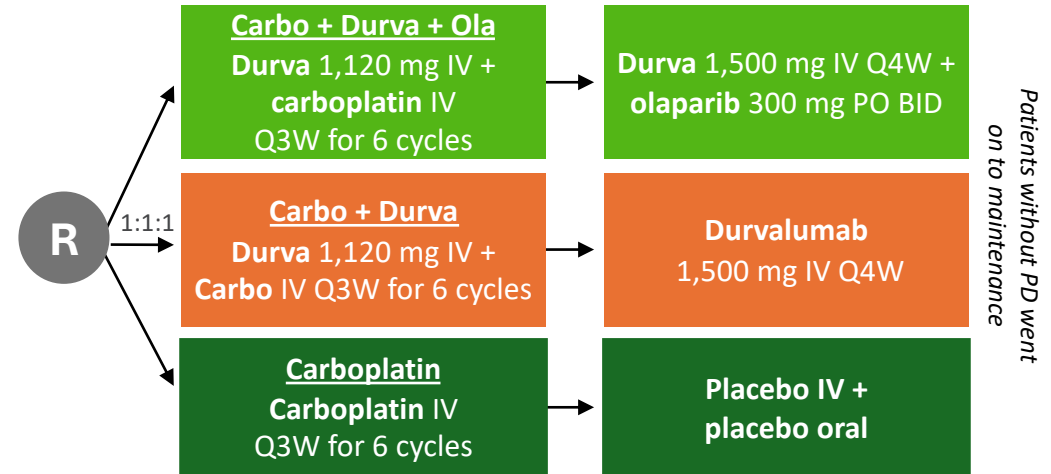 R
1:1:1
Carbo + Durva + Ola
Durva 1,120 mg IV +
carboplatin IV
Q3W for 6 cycles
Durva 1,500 mg IV Q4W +
olaparib 300 mg PO BID
Carbo + Durva
Durva 1,120 mg IV +
Carbo IV Q3W for 6 cycles
Durvalumab
1,500 mg IV Q4W
Carboplatin
Carboplatin IV
Q3W for 6 cycles
Placebo IV +
placebo oral
Patients without PD went
on to maintenance